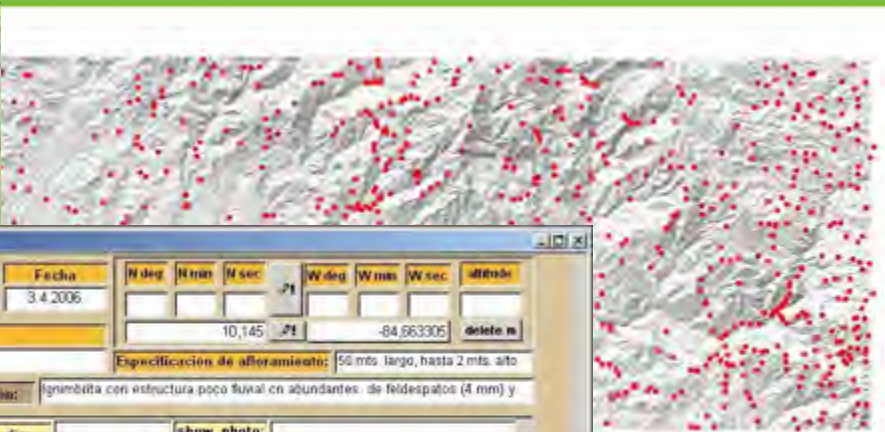 Fecha N deg N min N sec W deg W min W sec altitude
3.4.2006
10,145 -84,663305 delete m
Especificación de afloramiento: 50 mts. largo, hasta 2 mts. alto
Ignimbrita con estructura poco fluvial cn abundantes de feldespatos (4 mm) y
show photo: